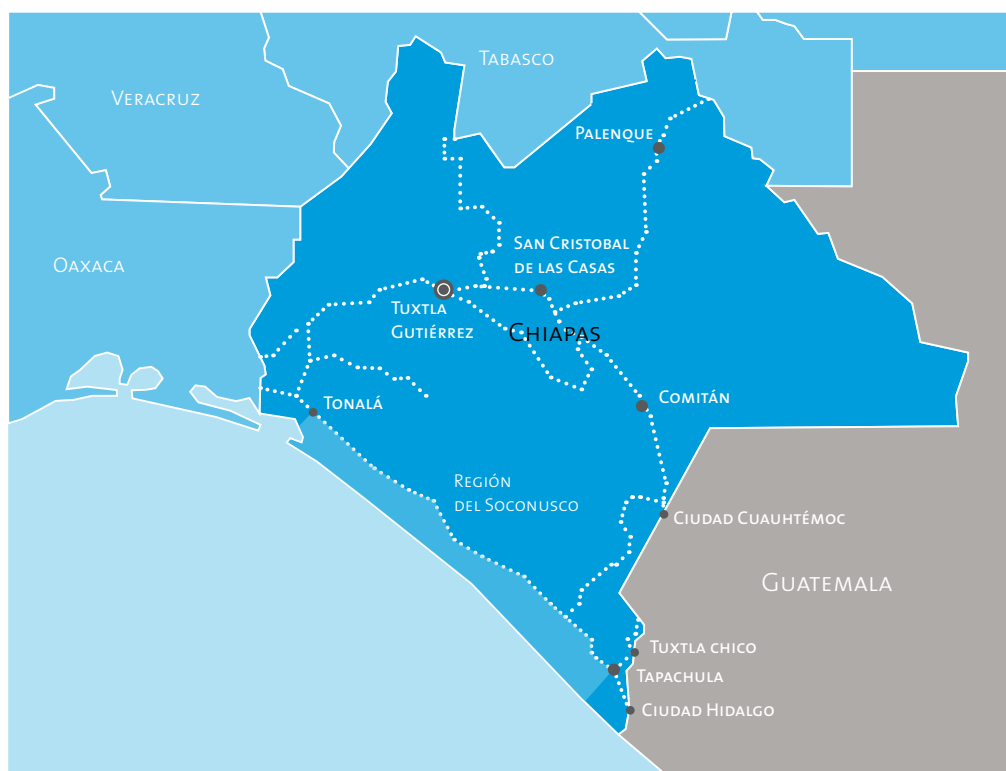 Tabasco
Veracruz
Palenque
San Cristobal
de las Casas
Oaxaca
Tuxtla
Gutiérrez
Chiapas
Comitán
Tonalá
Región
del Soconusco
Ciudad Cuauhtémoc
Guatemala
Tuxtla chico
Tapachula
Ciudad Hidalgo